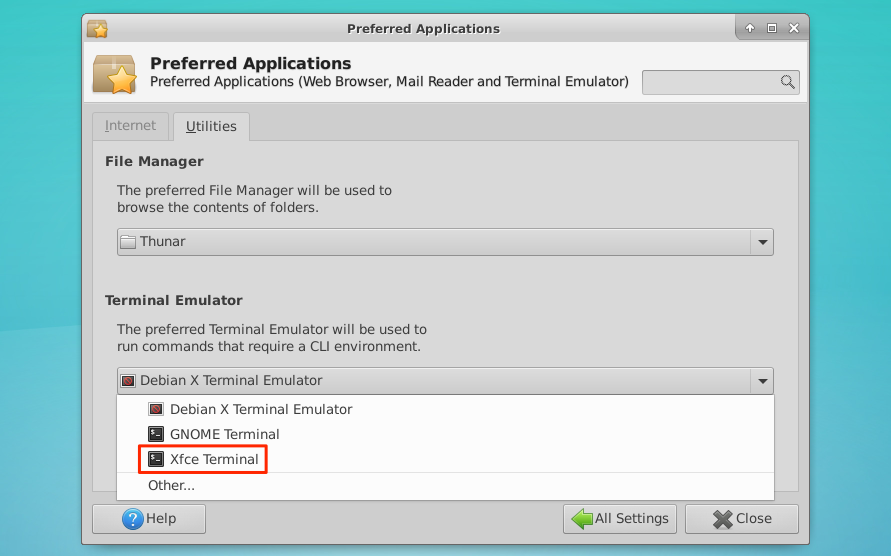 Preferred Applications
Preferred Applications
Preferred Applications (Web Browser, Mail Reader and Terminal Emulator)
Internet
Utilities
File Manager
The preferred File Manager will be used to
browse the contents of folders.
Thunar
Terminal Emulator
The preferred Terminal Emulator will be used to
run commands that require a CLI environment.
Debian X Terminal Emulator
Debian X Terminal Emulator
GNOME Terminal
Xfce Terminal
Other...
Help
All Settings
Close